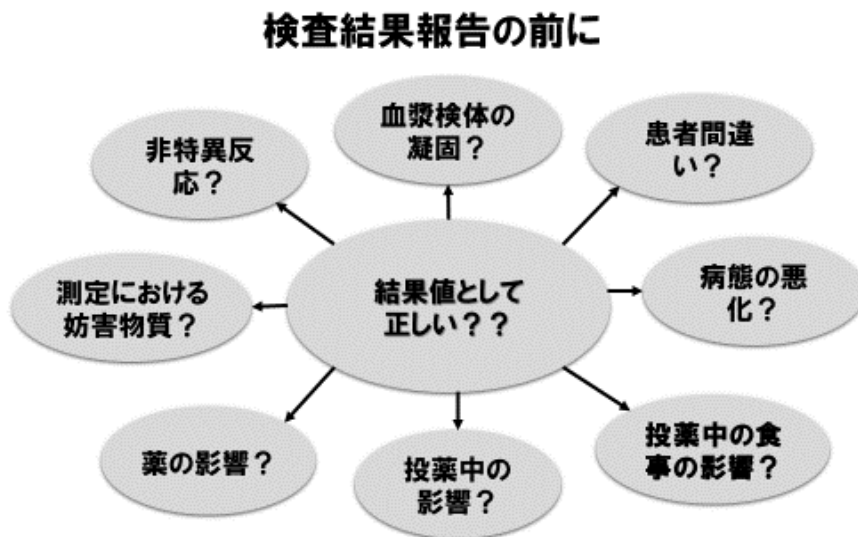 検査結果報告の前に
血漿検体の
凝固？
非特異反
応？
患者間違
い？
測定における
妨害物質？
結果値として
正しい？？
病態の悪
化？
薬の影響？
投薬中の
影響？
投薬中の食
事の影響？